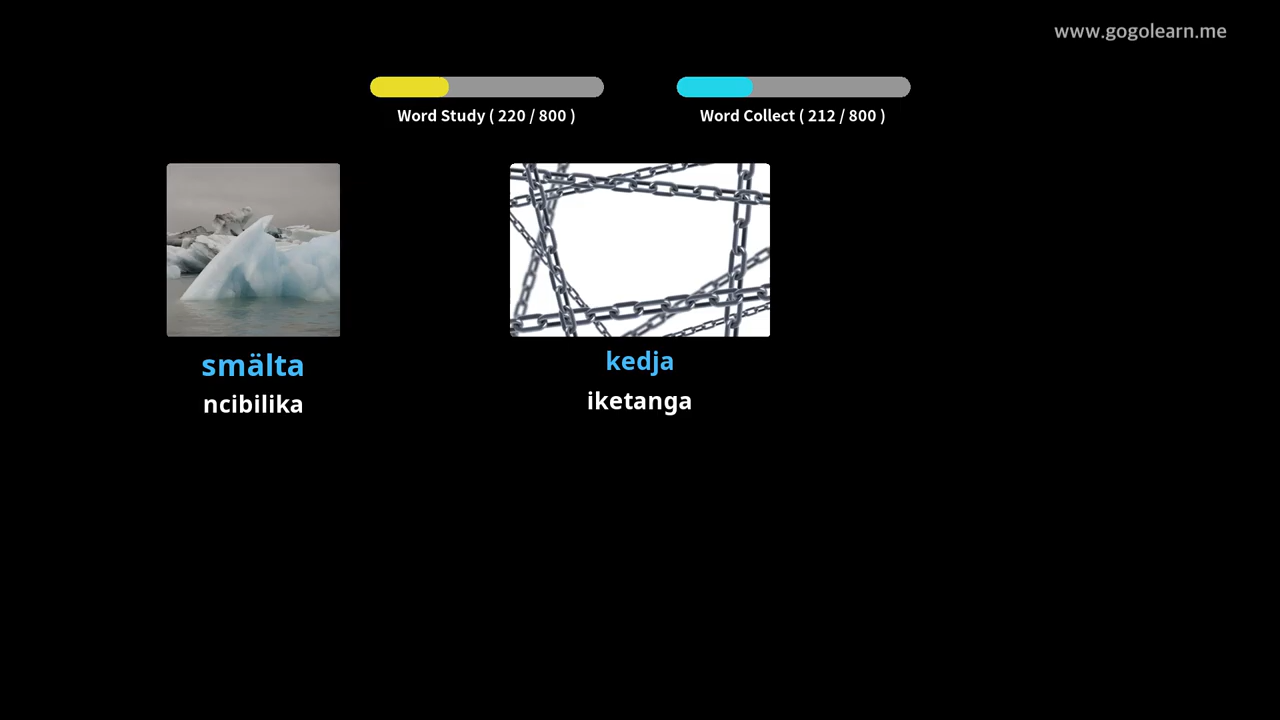 www.gogolearn.me
Word Study ( 220 / 800 )
Word Collect ( 212 / 800 )
smälta
ncibilika
kedja
iketanga